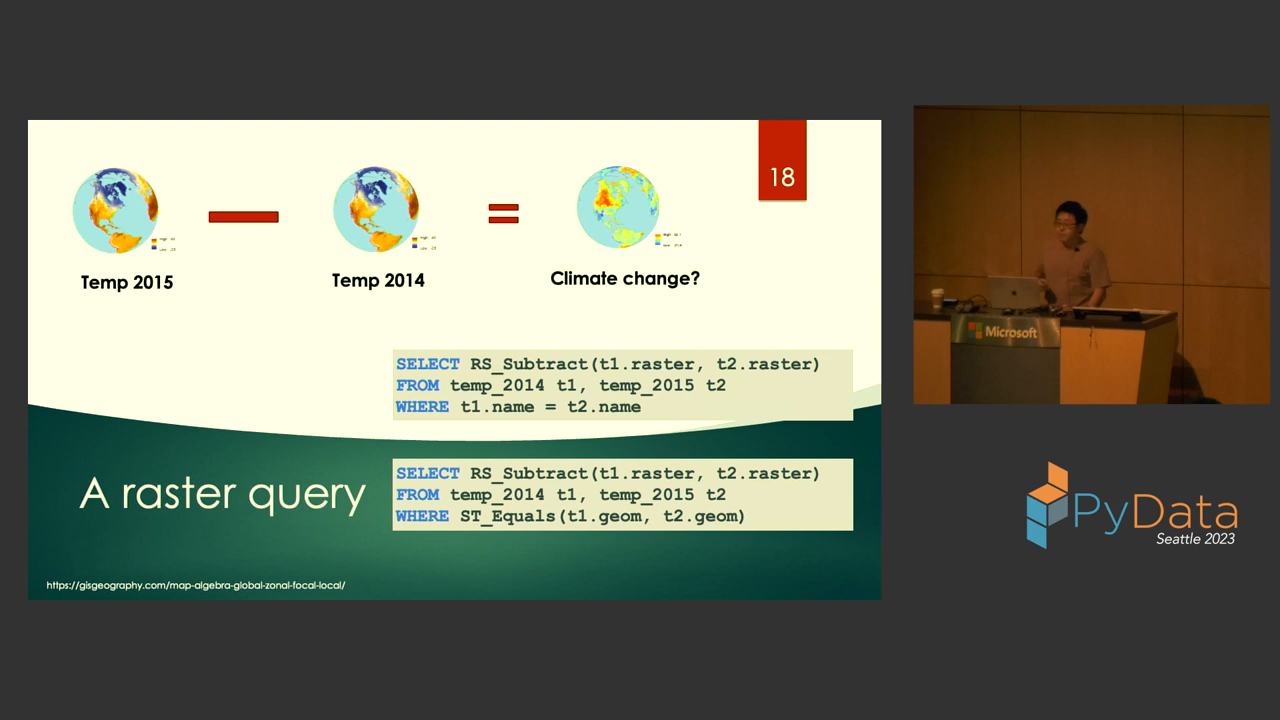 18
Temp 2015
Temp 2014
Climate change?
SELECT RS_Subtract(t1.raster, t2.raster)
FROM temp_2014 t1, temp_2015 t2
WHERE t1.name = t2.name
A raster query
SELECT RS_Subtract(t1.raster, t2.raster)
FROM temp_2014 t1, temp_2015 t2
WHERE ST_Equals(t1.geom, t2.geom)
https://gisgeography.com/map-algebra-global-zonal-focal-local/
Microsoft
PyData
Seattle 2023